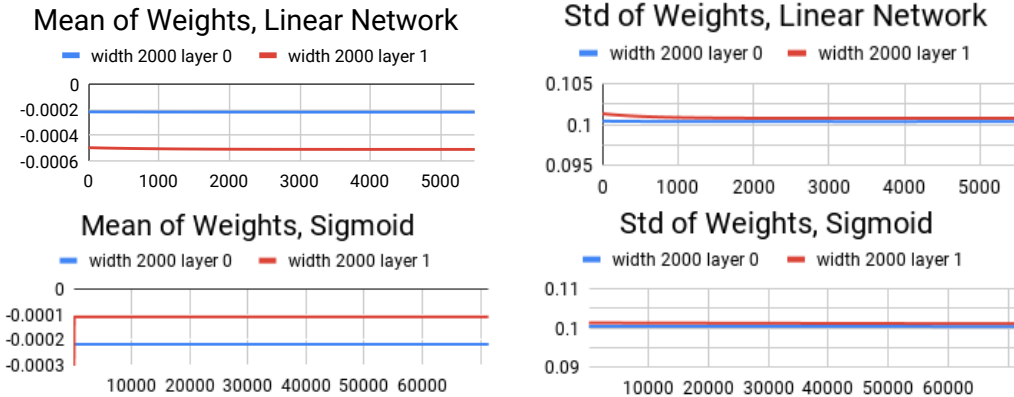 Mean of Weights, Linear Network
width 2000 layer 0 width 2000 layer 1
0
-0.0002
-0.0004
-0.0006
0 1000 2000 3000 4000 5000
Std of Weights, Linear Network
width 2000 layer 0 width 2000 layer 1
0.105
0.1
0.095
0 1000 2000 3000 4000 5000
Mean of Weights, Sigmoid
width 2000 layer 0 width 2000 layer 1
0
-0.0001
-0.0002
-0.0003
10000 20000 30000 40000 50000 60000
Std of Weights, Sigmoid
width 2000 layer 0 width 2000 layer 1
0.11
0.1
0.09
10000 20000 30000 40000 50000 60000